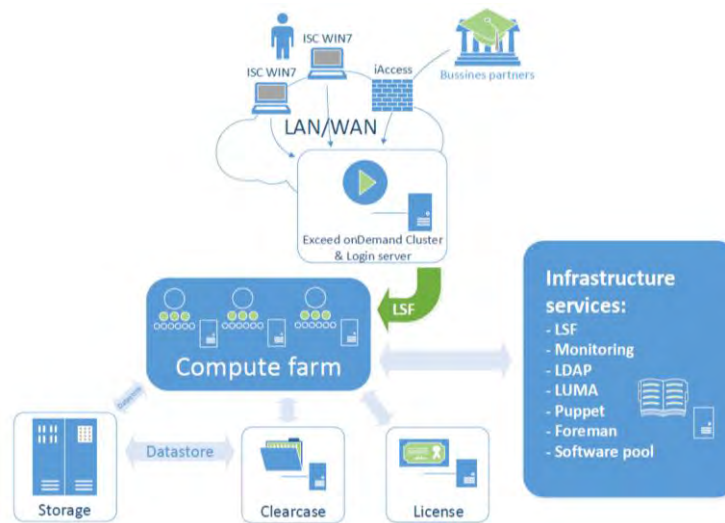 ISC WIN7
ISC WIN7
iAccess
Bussines partners
LAN/WAN
Exceed onDemand Cluster
& Login server
LSF
Compute farm
Infrastructure
services:
- LSF
- Monitoring
- LDAP
- LUMA
- Puppet
- Foreman
- Software pool
Datastore
Storage
Clearcase
License